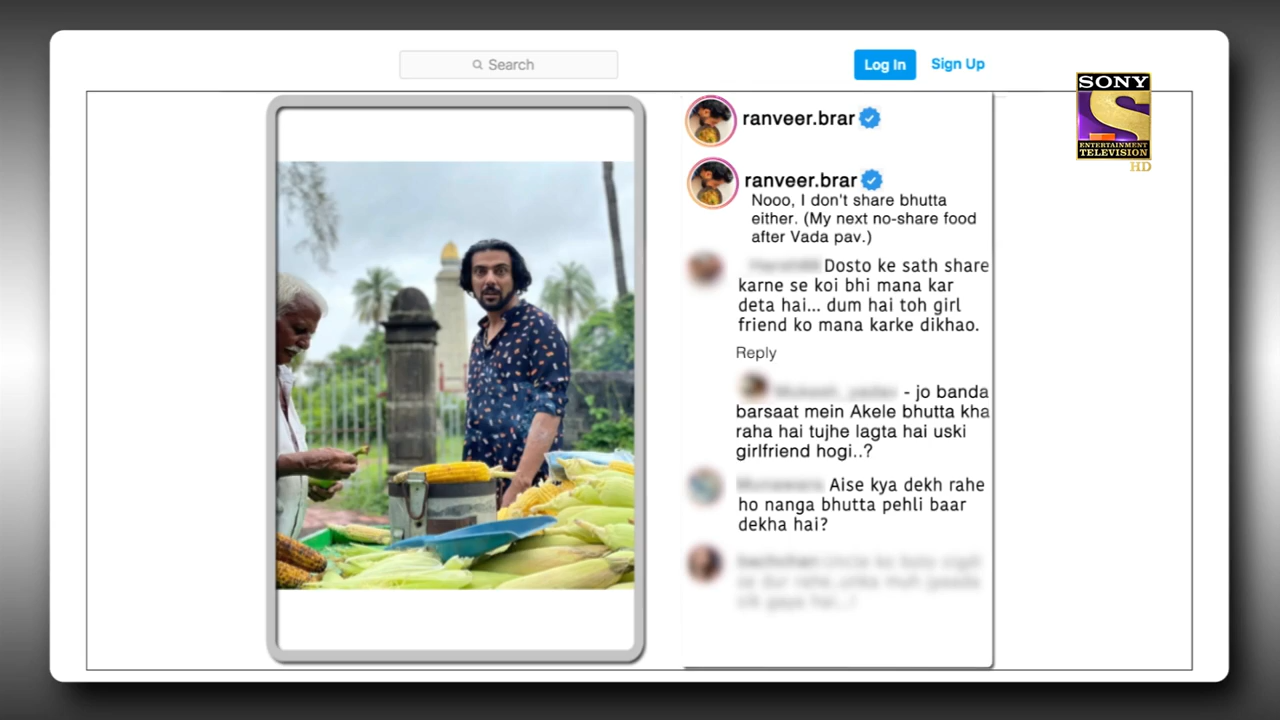 Search
Log In
Sign Up
SONY
S
ENTERTAINMENT
TELEVISION
HD
ranveer.brar
ranveer.brar
Nooo, I don't share bhutta
either. (My next no-share food
after Vada pav.)
Dosto ke sath share
karne se koi bhi mana kar
deta hai... dum hai toh girl
friend ko mana karke dikhao.
Reply
- jo banda
barsaat mein Akele bhutta kha
raha hai tujhe lagta hai uski
girlfriend hogi..?
Aise kya dekh rahe
ho nanga bhutta pehli baar
dekha hai?